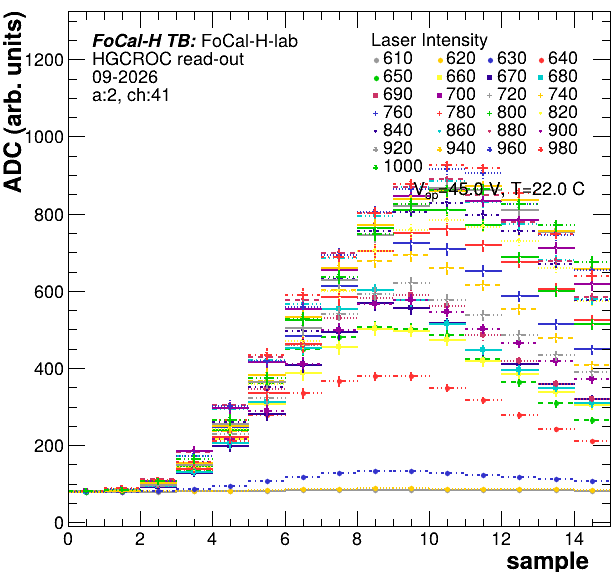 ADC (arb. units)
1200
1000
800
600
400
200
0
FoCal-H TB: FoCal-H-lab
HGCROC read-out
09-2026
a:2, ch:41
Laser Intensity
610 620 630 640
650 660 670 680
690 700 720 740
760 780 800 820
840 860 880 900
920 940 960 980
1000
Vop=45.0 V, T=22.0 C
0 2 4 6 8 10 12 14
sample